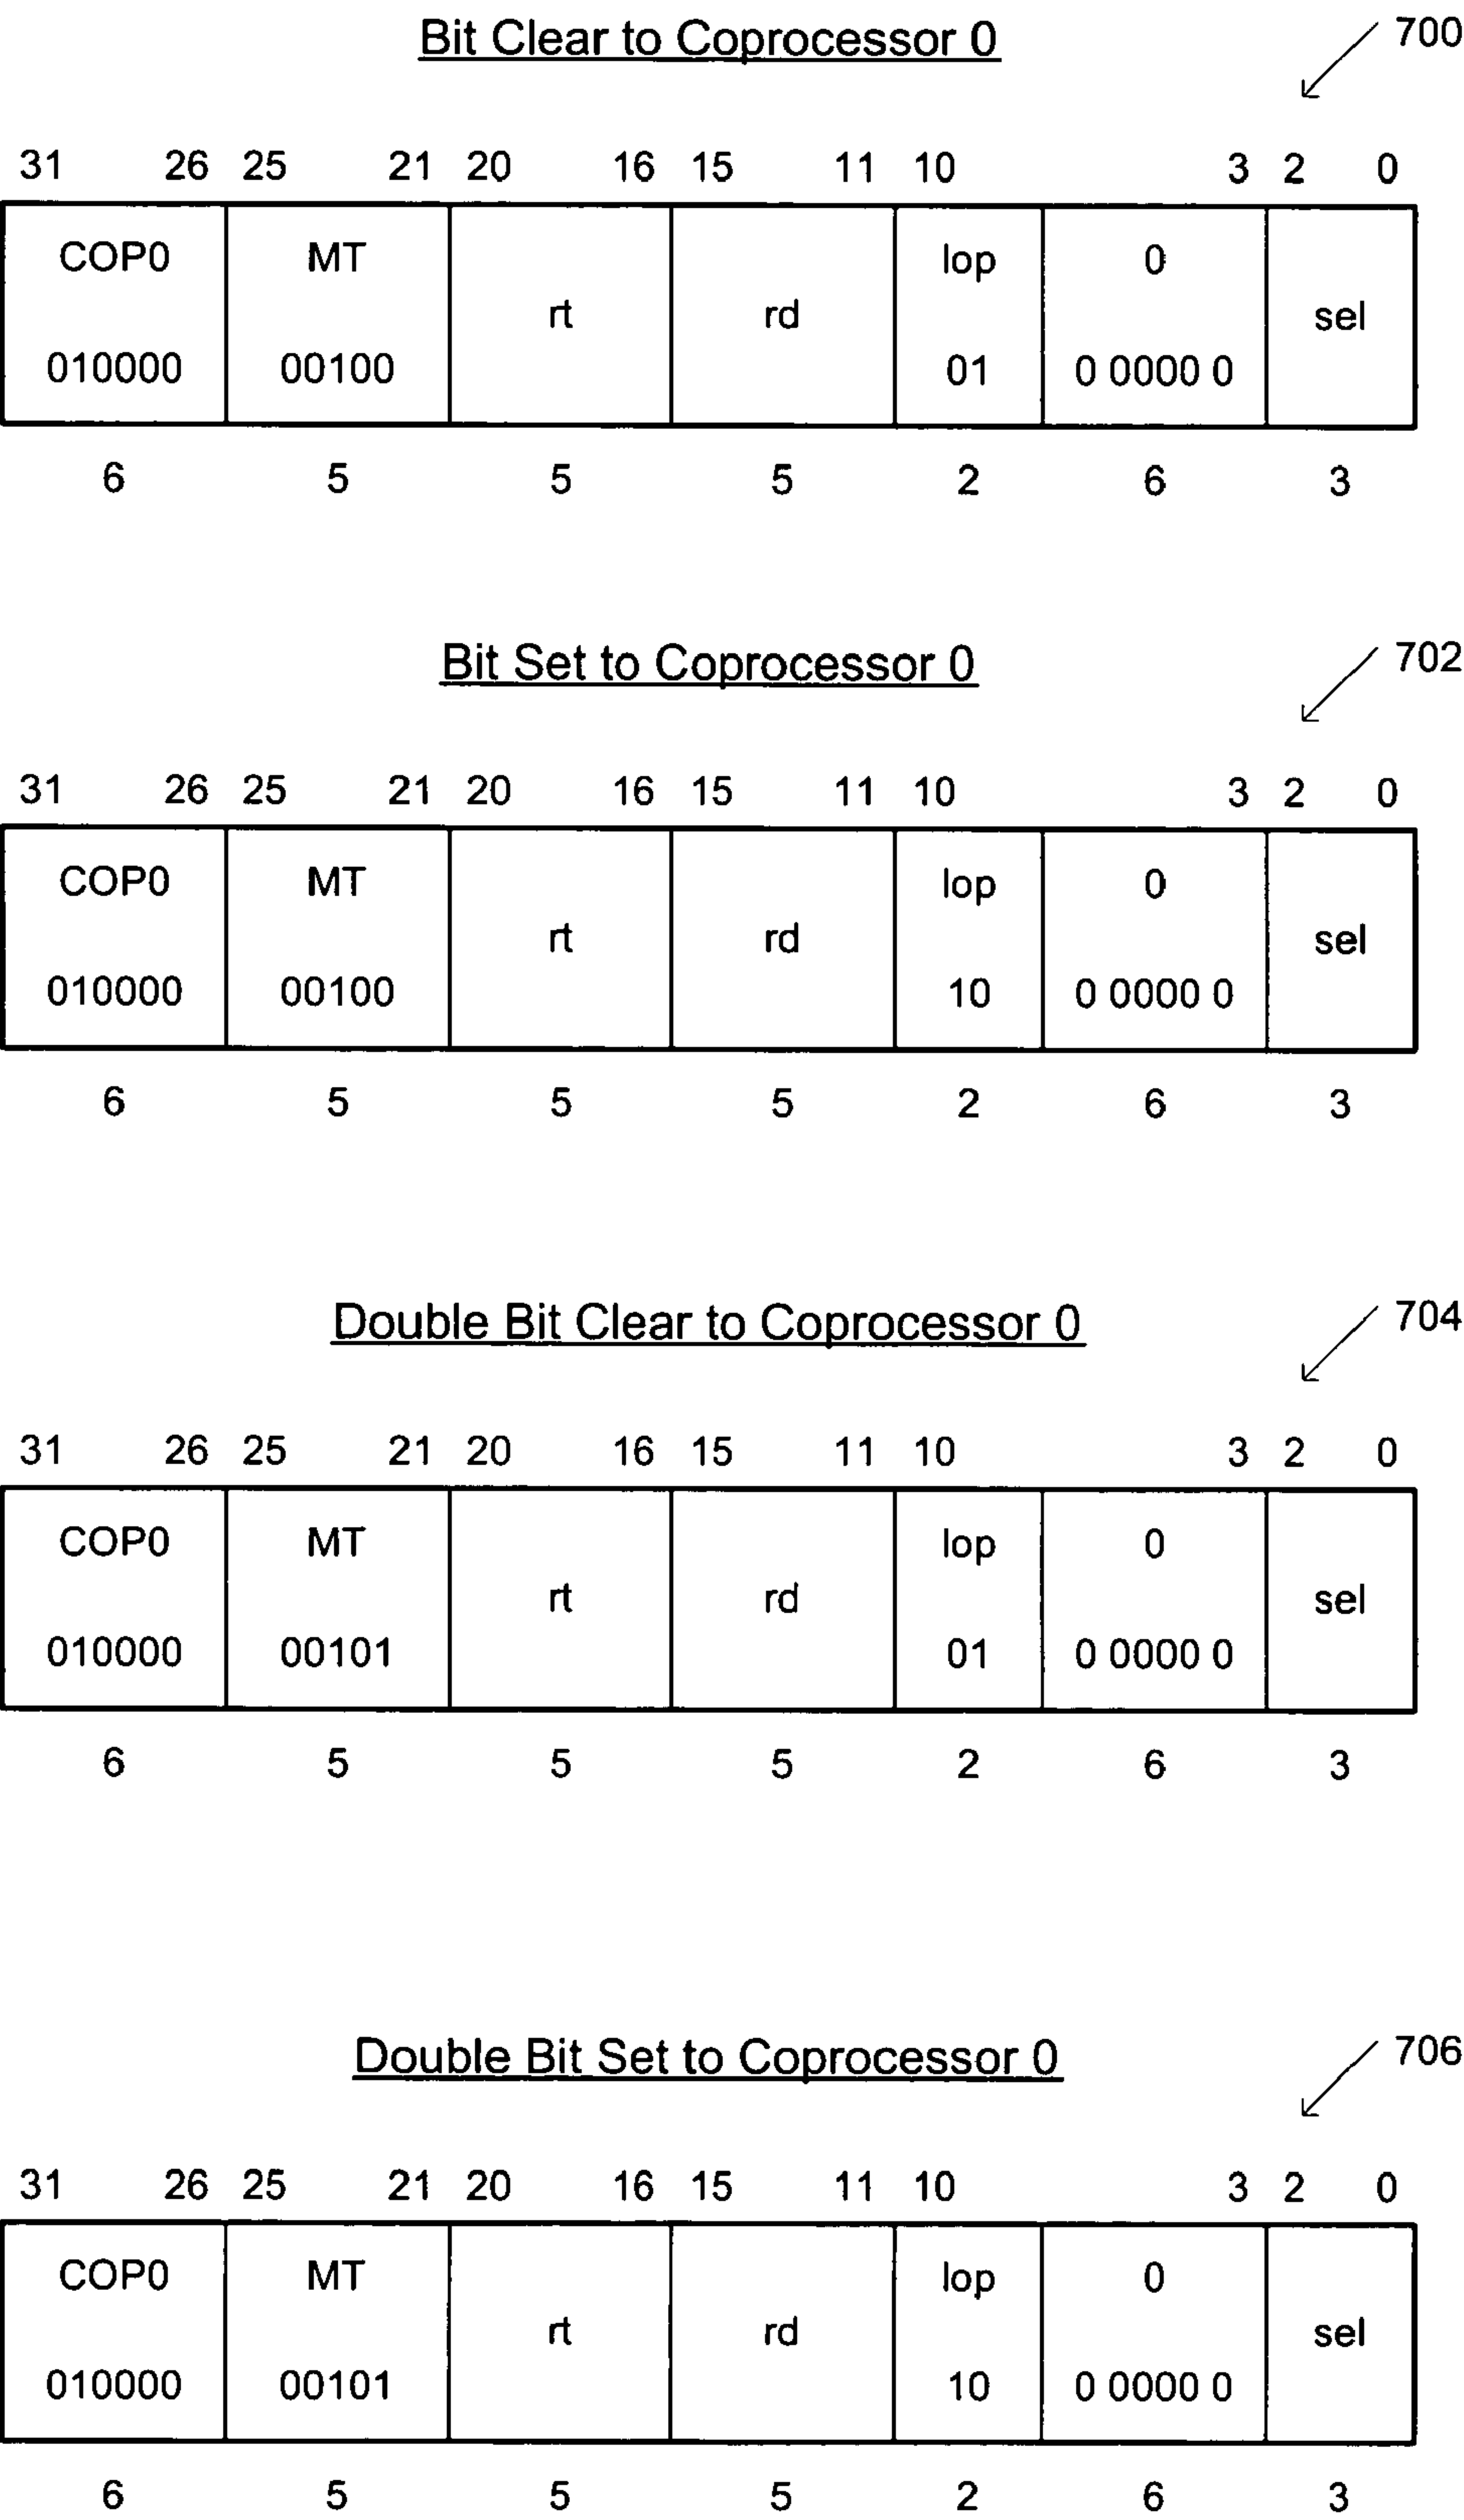 Bit Clear to Coprocessor 0
700
31 26 25 21 20 16 15 11 10 3 2 0
COP0 MT lop 0
rt rd sel
010000 00100 01 0 0000 0
6 5 5 5 2 6 3
Bit Set to Coprocessor 0
702
31 26 25 21 20 16 15 11 10 3 2 0
COP0 MT lop 0
rt rd sel
010000 00100 10 0 0000 0
6 5 5 5 2 6 3
Double Bit Clear to Coprocessor 0
704
31 26 25 21 20 16 15 11 10 3 2 0
COP0 MT lop 0
rt rd sel
010000 00101 01 0 0000 0
6 5 5 5 2 6 3
Double Bit Set to Coprocessor 0
706
31 26 25 21 20 16 15 11 10 3 2 0
COP0 MT lop 0
rt rd sel
010000 00101 10 0 0000 0
6 5 5 5 2 6 3